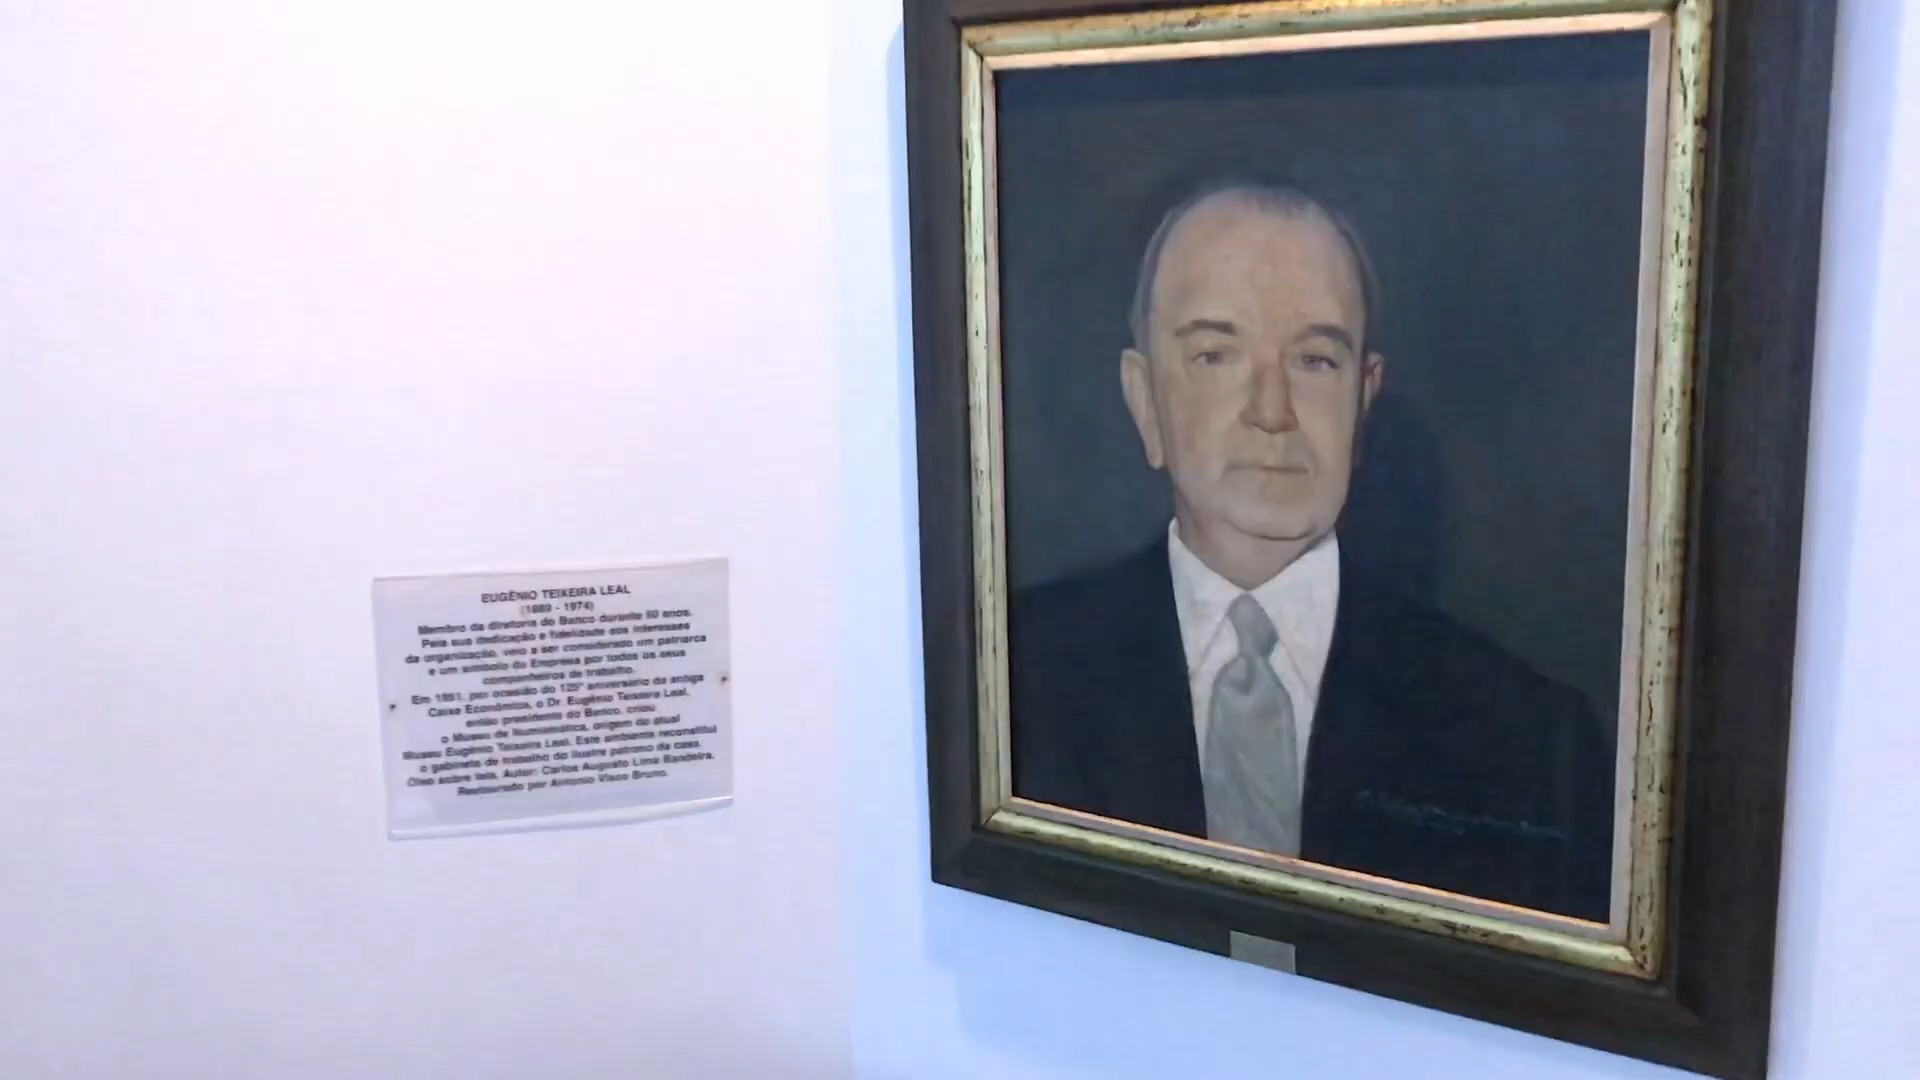 EUGÊNIO TEIXEIRA LEAL
(1889 - 1974)
Membro da diretoria do Banco durante 50 anos.
Pela sua dedicação e fidelidade aos interesses
da organização, veio a ser considerado um patriarca
e um símbolo da Empresa por todos os seus
companheiros de trabalho.
Em 1951, por ocasião do 125° aniversário da antiga
Caixa Econômica, o Dr. Eugênio Teixeira Leal,
então presidente do Banco, criou
o Museu de Numismática, origem do atual
Museu Eugênio Teixeira Leal. Este ambiente reconstitui
o gabinete de trabalho do ilustre patrono da casa.
Óleo sobre tela. Autor: Carlos Augusto Lima Bandeira.
Restaurado por Antonio Visco Bruno.